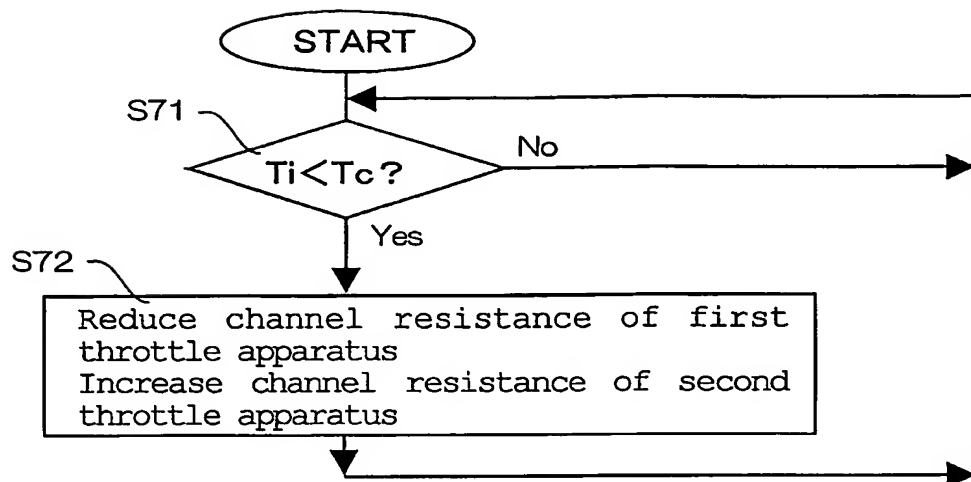 START
S71
No
Ti<Tc?
Yes
S72
Reduce channel resistance of first
throttle apparatus
Increase channel resistance of second
throttle apparatus